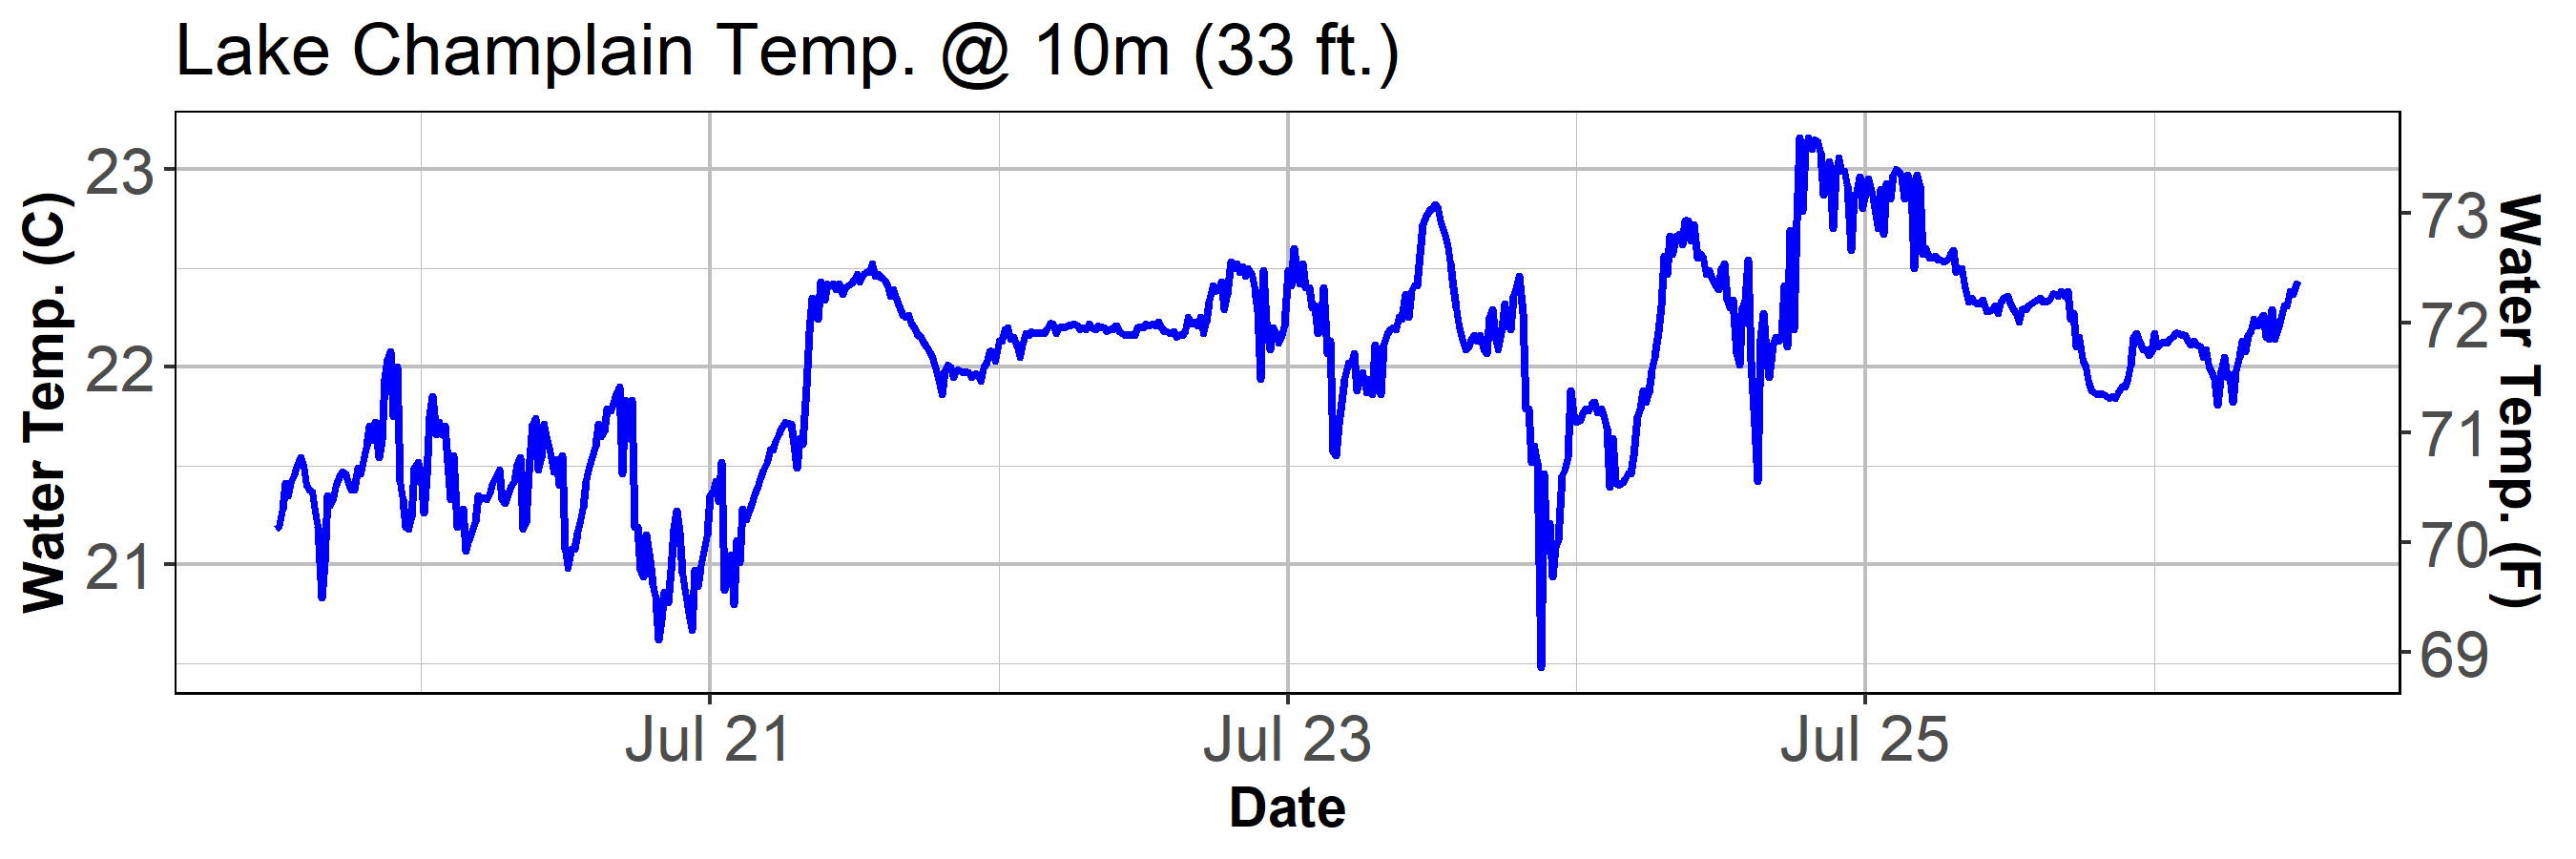 Lake Champlain Temp. @ 10m (33 ft.)
Water Temp. (C)
23
22
21
73
72
71
70
69
Water Temp. (F)
Jul 21
Jul 23
Jul 25
Date